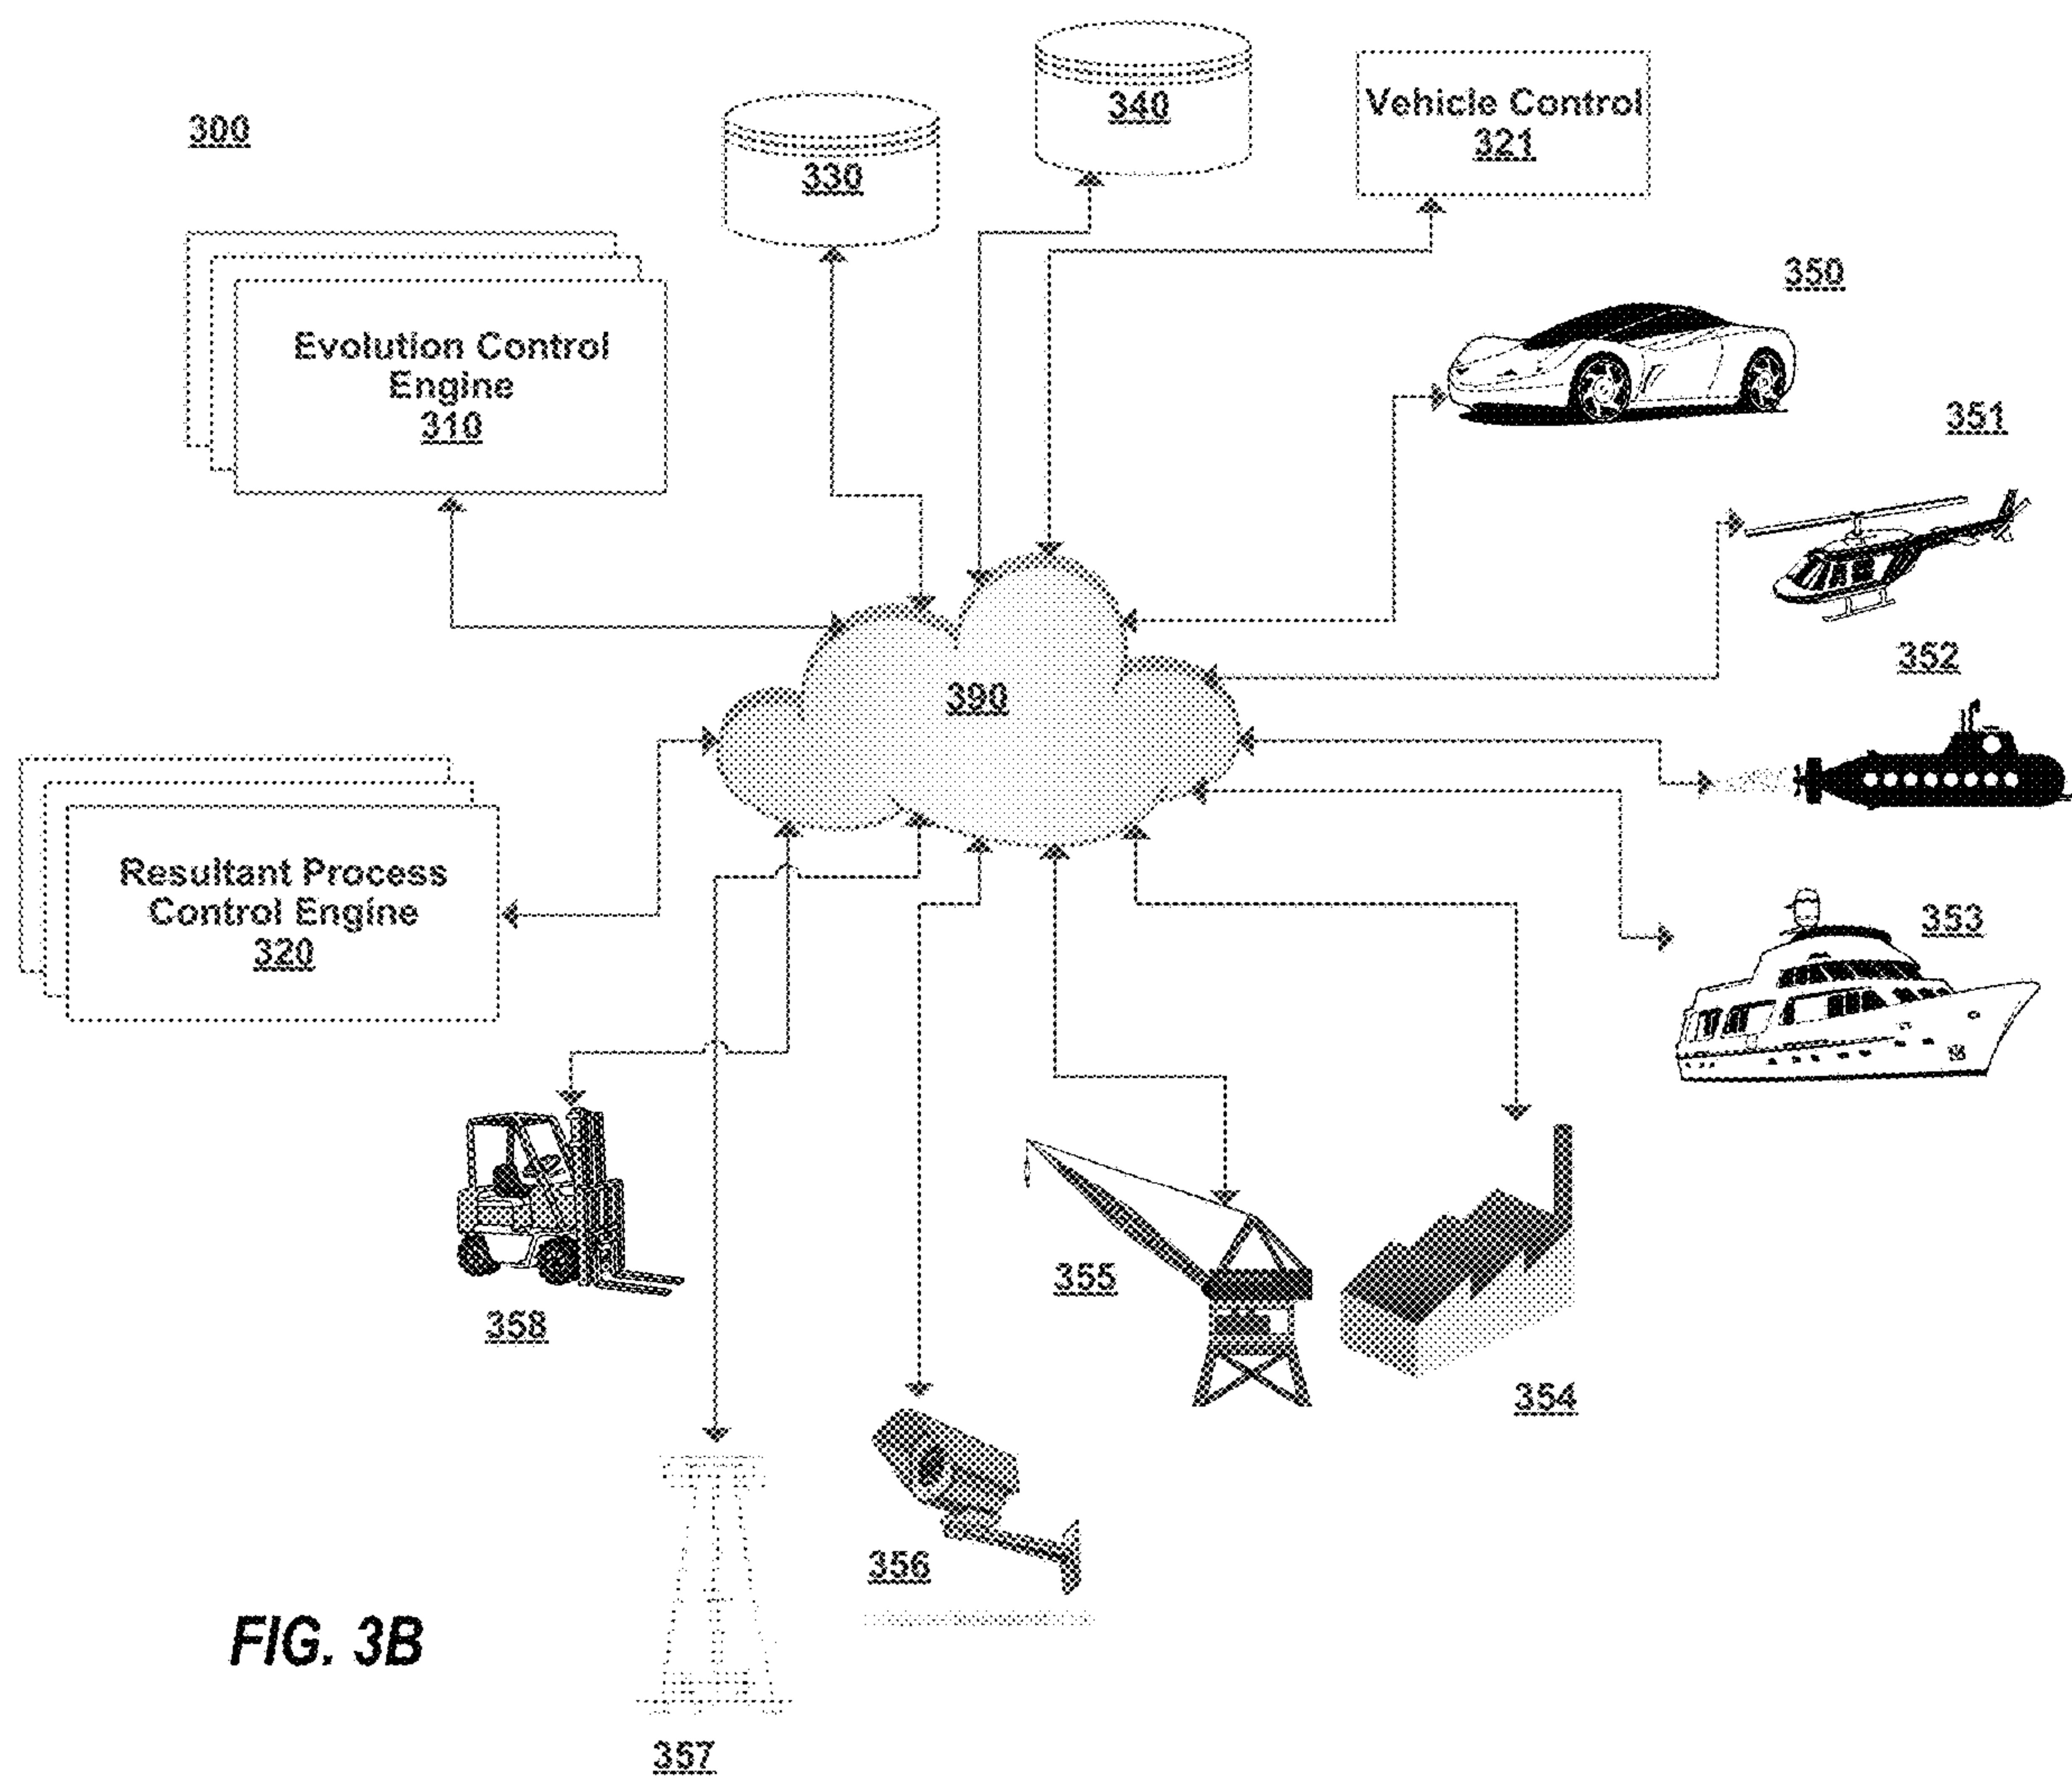 340
Vehicle Control
321
300
330
350
Evolution Control
Engine
310
351
352
390
Resultant Process
Control Engine
320
353
355
358
354
356
FIG. 3B
357